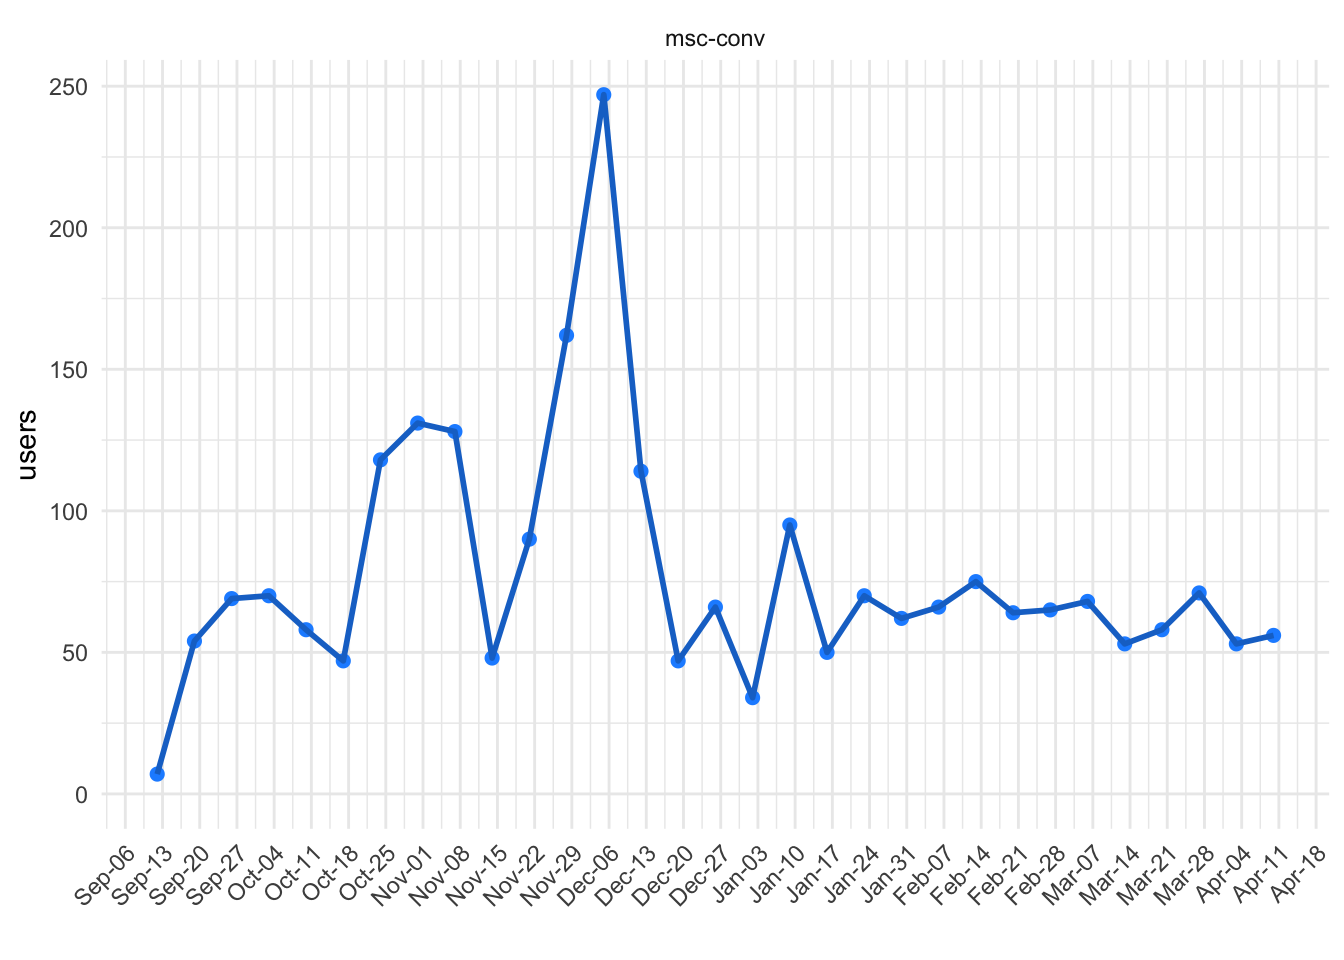 msc-conv
250
200
150
100
50
0
users
Sep-06
Sep-13
Sep-20
Sep-27
Oct-04
Oct-11
Oct-18
Oct-25
Nov-01
Nov-08
Nov-15
Nov-22
Nov-29
Dec-06
Dec-13
Dec-20
Dec-27
Jan-03
Jan-10
Jan-17
Jan-24
Jan-31
Feb-07
Feb-14
Feb-21
Feb-28
Mar-07
Mar-14
Mar-21
Mar-28
Apr-04
Apr-11
Apr-18